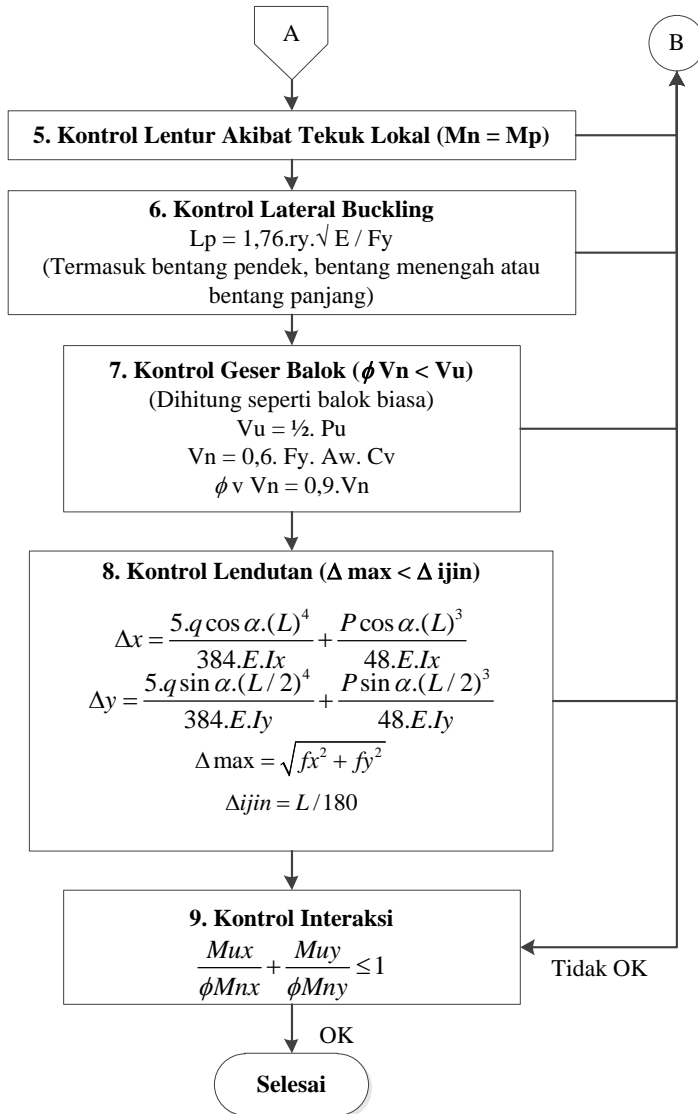 A
B
5. Kontrol Lentur Akibat Tekuk Lokal (Mn = Mp)
6. Kontrol Lateral Buckling
Lp = 1,76.ry.√ E / Fy
(Termasuk bentang pendek, bentang menengah atau
bentang panjang)
7. Kontrol Geser Balok (ϕ Vn < Vu)
(Dihitung seperti balok biasa)
Vu = ½. Pu
Vn = 0,6. Fy. Aw. Cv
ϕ v Vn = 0,9.Vn
8. Kontrol Lendutan (Δ max < Δ ijin)
Δx = 5.q cos α.(L)^4 / 384.E.Ix + P cos α.(L)^3 / 48.E.Ix
Δy = 5.q sin α.(L/2)^4 / 384.E.Iy + P sin α.(L/2)^3 / 48.E.Iy
Δ max = √(fx² + fy²)
Δijin = L/180
9. Kontrol Interaksi
Mux / ϕMnx + Muy / ϕMny ≤ 1
Tidak OK
OK
Selesai